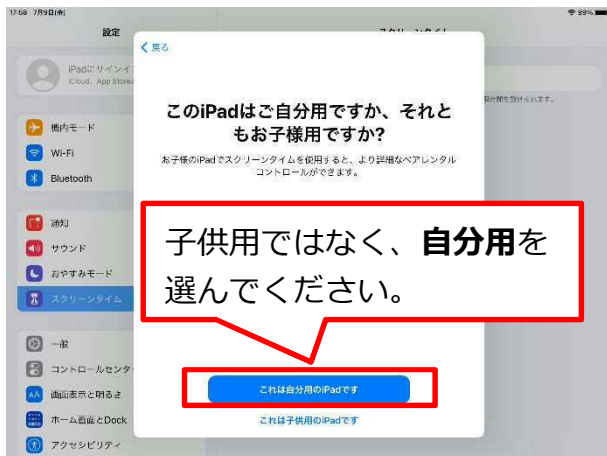 17:58 7月9日(金)
99%
設定
< 戻る
iPadにサインイ
iCloud、App Store
このiPadはご自分用ですか、それと
もお子様用ですか?
お子様のiPadでスクリーンタイムを使用すると、より詳細なペアレンタル
コントロールができます。
機内モード
Wi-Fi
Bluetooth
通知
サウンド
おやすみモード
スクリーンタイム
子供用ではなく、自分用を
選んでください。
一般
コントロールセンタ
画面表示と明るさ
ホーム画面とDock
アクセシビリティ
これは自分用のiPadです
これは子供用のiPadです